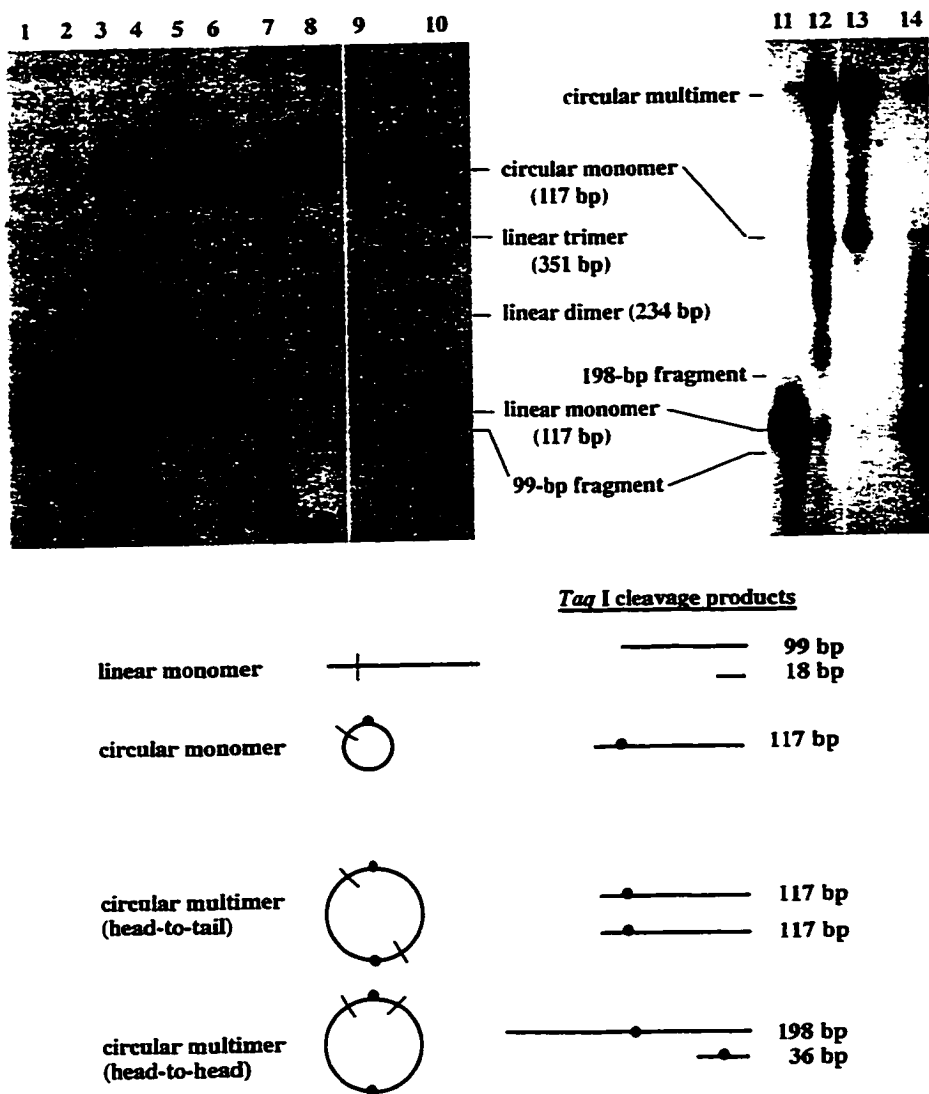 1 2 3 4 5 6 7 8 9 10 11 12 13 14
circular multimer
circular monomer
(117 bp)
linear trimer
(351 bp)
linear dimer (234 bp)
198-bp fragment
linear monomer
(117 bp)
99-bp fragment
Taq I cleavage products
linear monomer
99 bp
18 bp
circular monomer
117 bp
circular multimer
(head-to-tail)
117 bp
117 bp
circular multimer
(head-to-head)
198 bp
36 bp